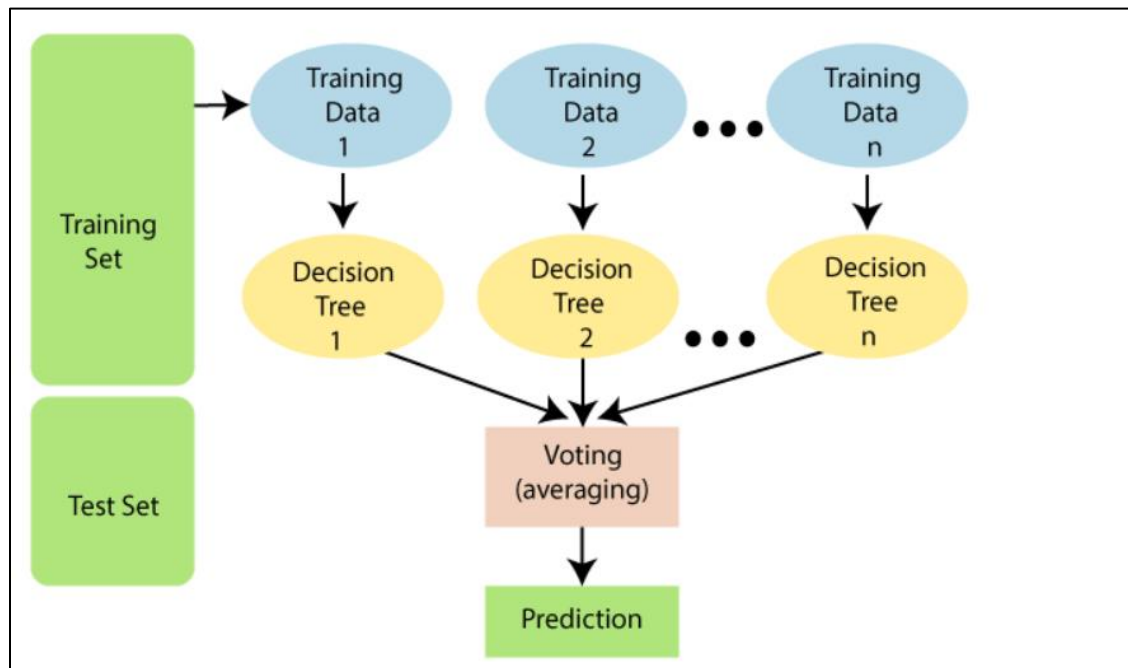 Training
Set
Test Set
Training
Data
1
Training
Data
2
Training
Data
n
Decision
Tree
1
Decision
Tree
2
Decision
Tree
n
Voting
(averaging)
Prediction